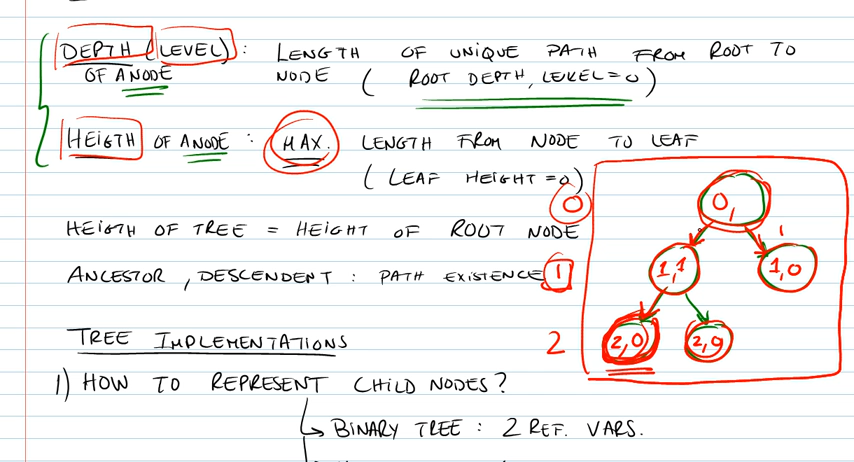 DEPTH (LEVEL) : LENGTH OF UNIQUE PATH FROM ROOT TO
OF A NODE NODE ( ROOT DEPTH, LEVEL=0 )
HEIGTH OF A NODE : MAX. LENGTH FROM NODE TO LEAF
( LEAF HEIGHT =0 )
0
0,
HEIGTH OF TREE = HEIGHT OF ROOT NODE
1
ANCESTOR , DESCENDENT : PATH EXISTENCE
1
1,1
1,0
TREE IMPLEMENTATIONS
2
2,0
2,0
1) HOW TO REPRESENT CHILD NODES?
BINARY TREE : 2 REF. VARS.